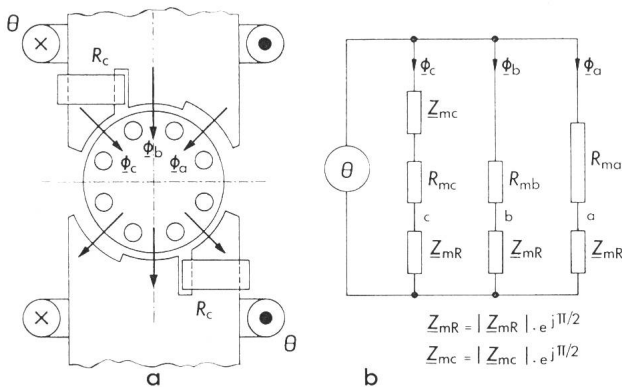 θ
R_c
ϕ_c
ϕ_b
ϕ_a
R_c
θ
a
ϕ_c
ϕ_b
ϕ_a
Z_mc
θ
R_mc
R_mb
R_ma
c
b
a
Z_mR
Z_mR
Z_mR
Z_mR = | Z_mR | . e^jπ/2
Z_mc = | Z_mc | . e^jπ/2
b